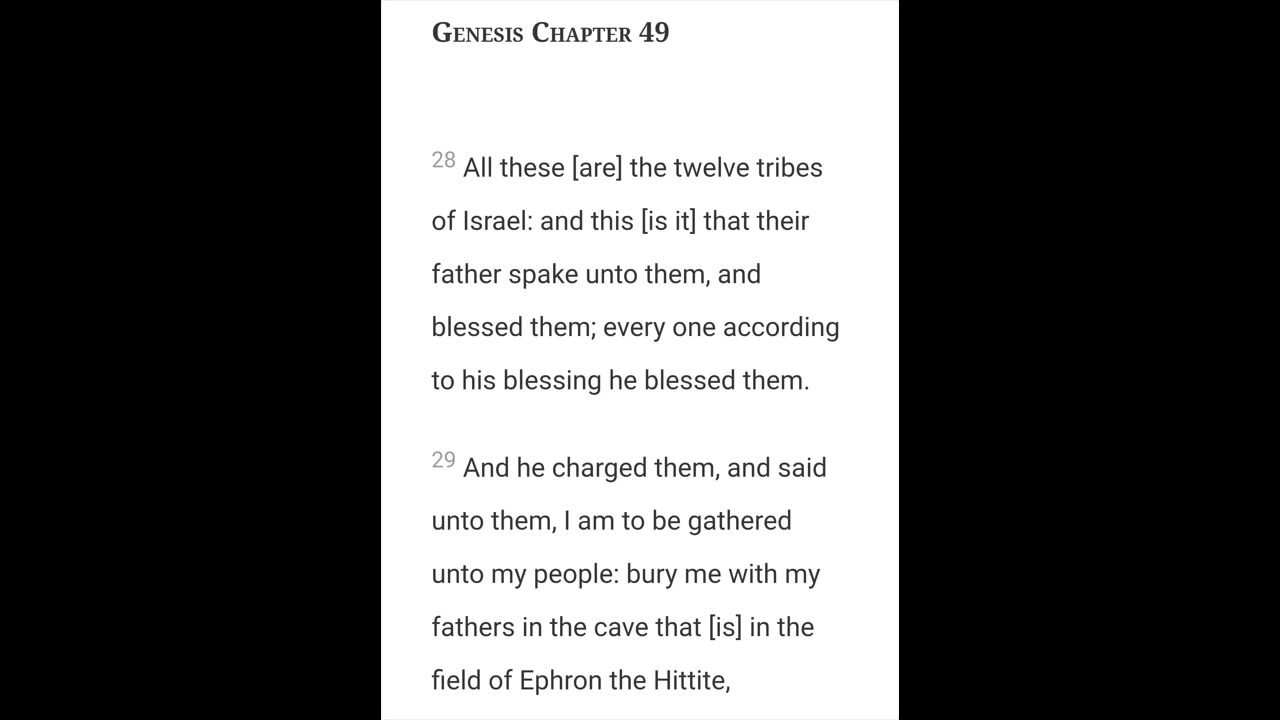 Genesis Chapter 49
28 All these [are] the twelve tribes
of Israel: and this [is it] that their
father spake unto them, and
blessed them; every one according
to his blessing he blessed them.
29 And he charged them, and said
unto them, I am to be gathered
unto my people: bury me with my
fathers in the cave that [is] in the
field of Ephron the Hittite,